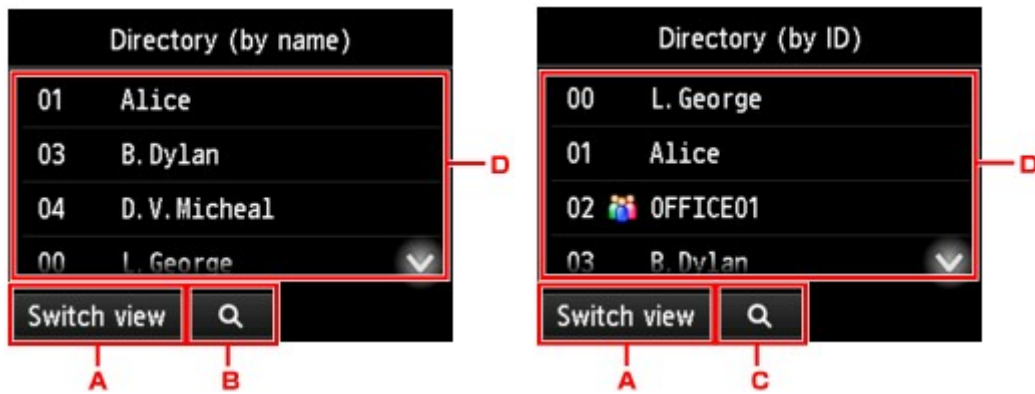 Directory (by name)
01 Alice
03 B.Dylan
04 D.V.Micheal
00 L.George
Switch view
A
B
D
Directory (by ID)
00 L.George
01 Alice
02 OFFICE01
03 B.Dylan
Switch view
A
C
D